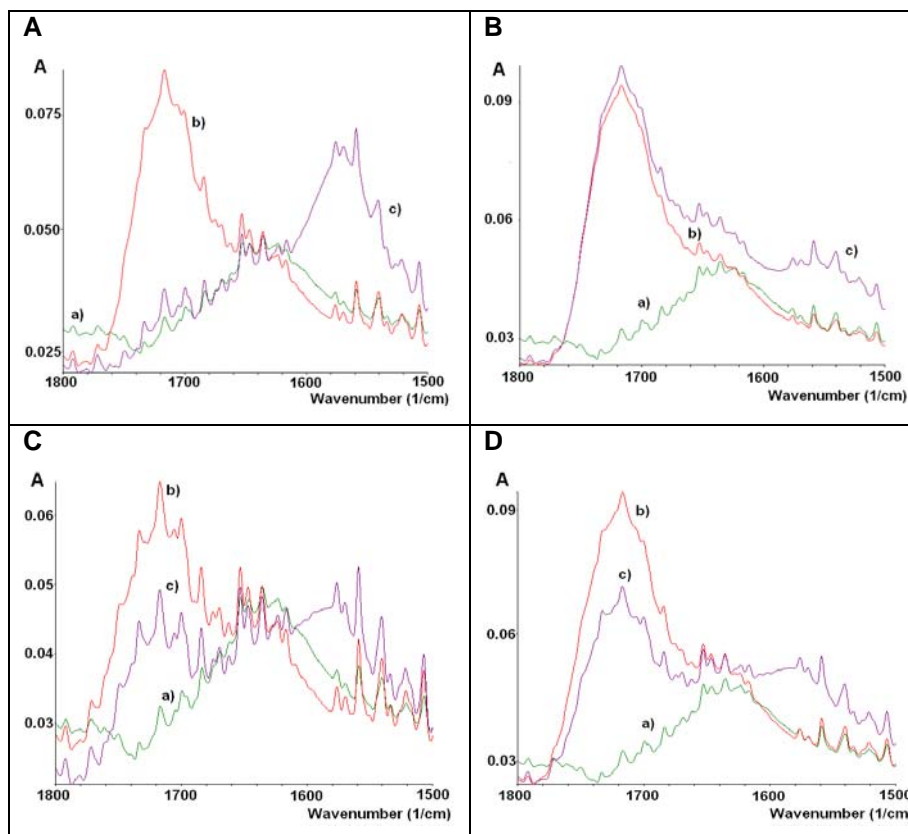 A
A
0.075
0.050
0.025
a)
b)
c)
1800 1700 1600 1500
Wavenumber (1/cm)
B
A
0.09
0.06
0.03
a)
b)
c)
1800 1700 1600 1500
Wavenumber (1/cm)
C
A
0.06
0.05
0.04
0.03
b)
c)
a)
1800 1700 1600 1500
Wavenumber (1/cm)
D
A
0.09
0.06
0.03
b)
c)
a)
1800 1700 1600 1500
Wavenumber (1/cm)